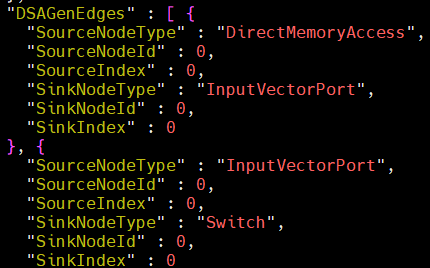 "DSAGenEdges" : [ {
"SourceNodeType" : "DirectMemoryAccess",
"SourceNodeId" : 0,
"SourceIndex" : 0,
"SinkNodeType" : "InputVectorPort",
"SinkNodeId" : 0,
"SinkIndex" : 0
}, {
"SourceNodeType" : "InputVectorPort",
"SourceNodeId" : 0,
"SourceIndex" : 0,
"SinkNodeType" : "Switch",
"SinkNodeId" : 0,
"SinkIndex" : 0